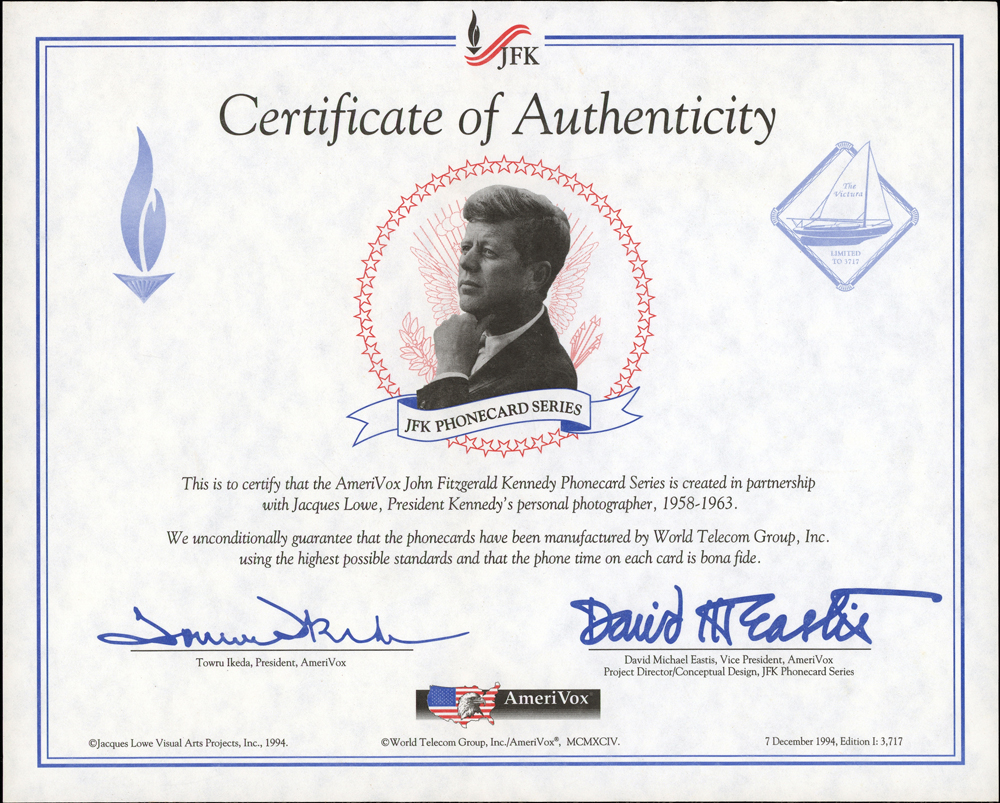 JFK
Certificate of Authenticity
The
Victura
LIMITED
TO 3717
JFK PHONECARD SERIES
This is to certify that the AmeriVox John Fitzgerald Kennedy Phonecard Series is created in partnership
with Jacques Lowe, President Kennedy's personal photographer, 1958-1963.
We unconditionally guarantee that the phonecards have been manufactured by World Telecom Group, Inc.
using the highest possible standards and that the phone time on each card is bona fide.
David M Eastis
Towru Ikeda, President, AmeriVox
David Michael Eastis, Vice President, AmeriVox
Project Director/Conceptual Design, JFK Phonecard Series
AmeriVox
©Jacques Lowe Visual Arts Projects, Inc., 1994.
©World Telecom Group, Inc./AmeriVox®, MCMXCIV.
7 December 1994, Edition I: 3,717